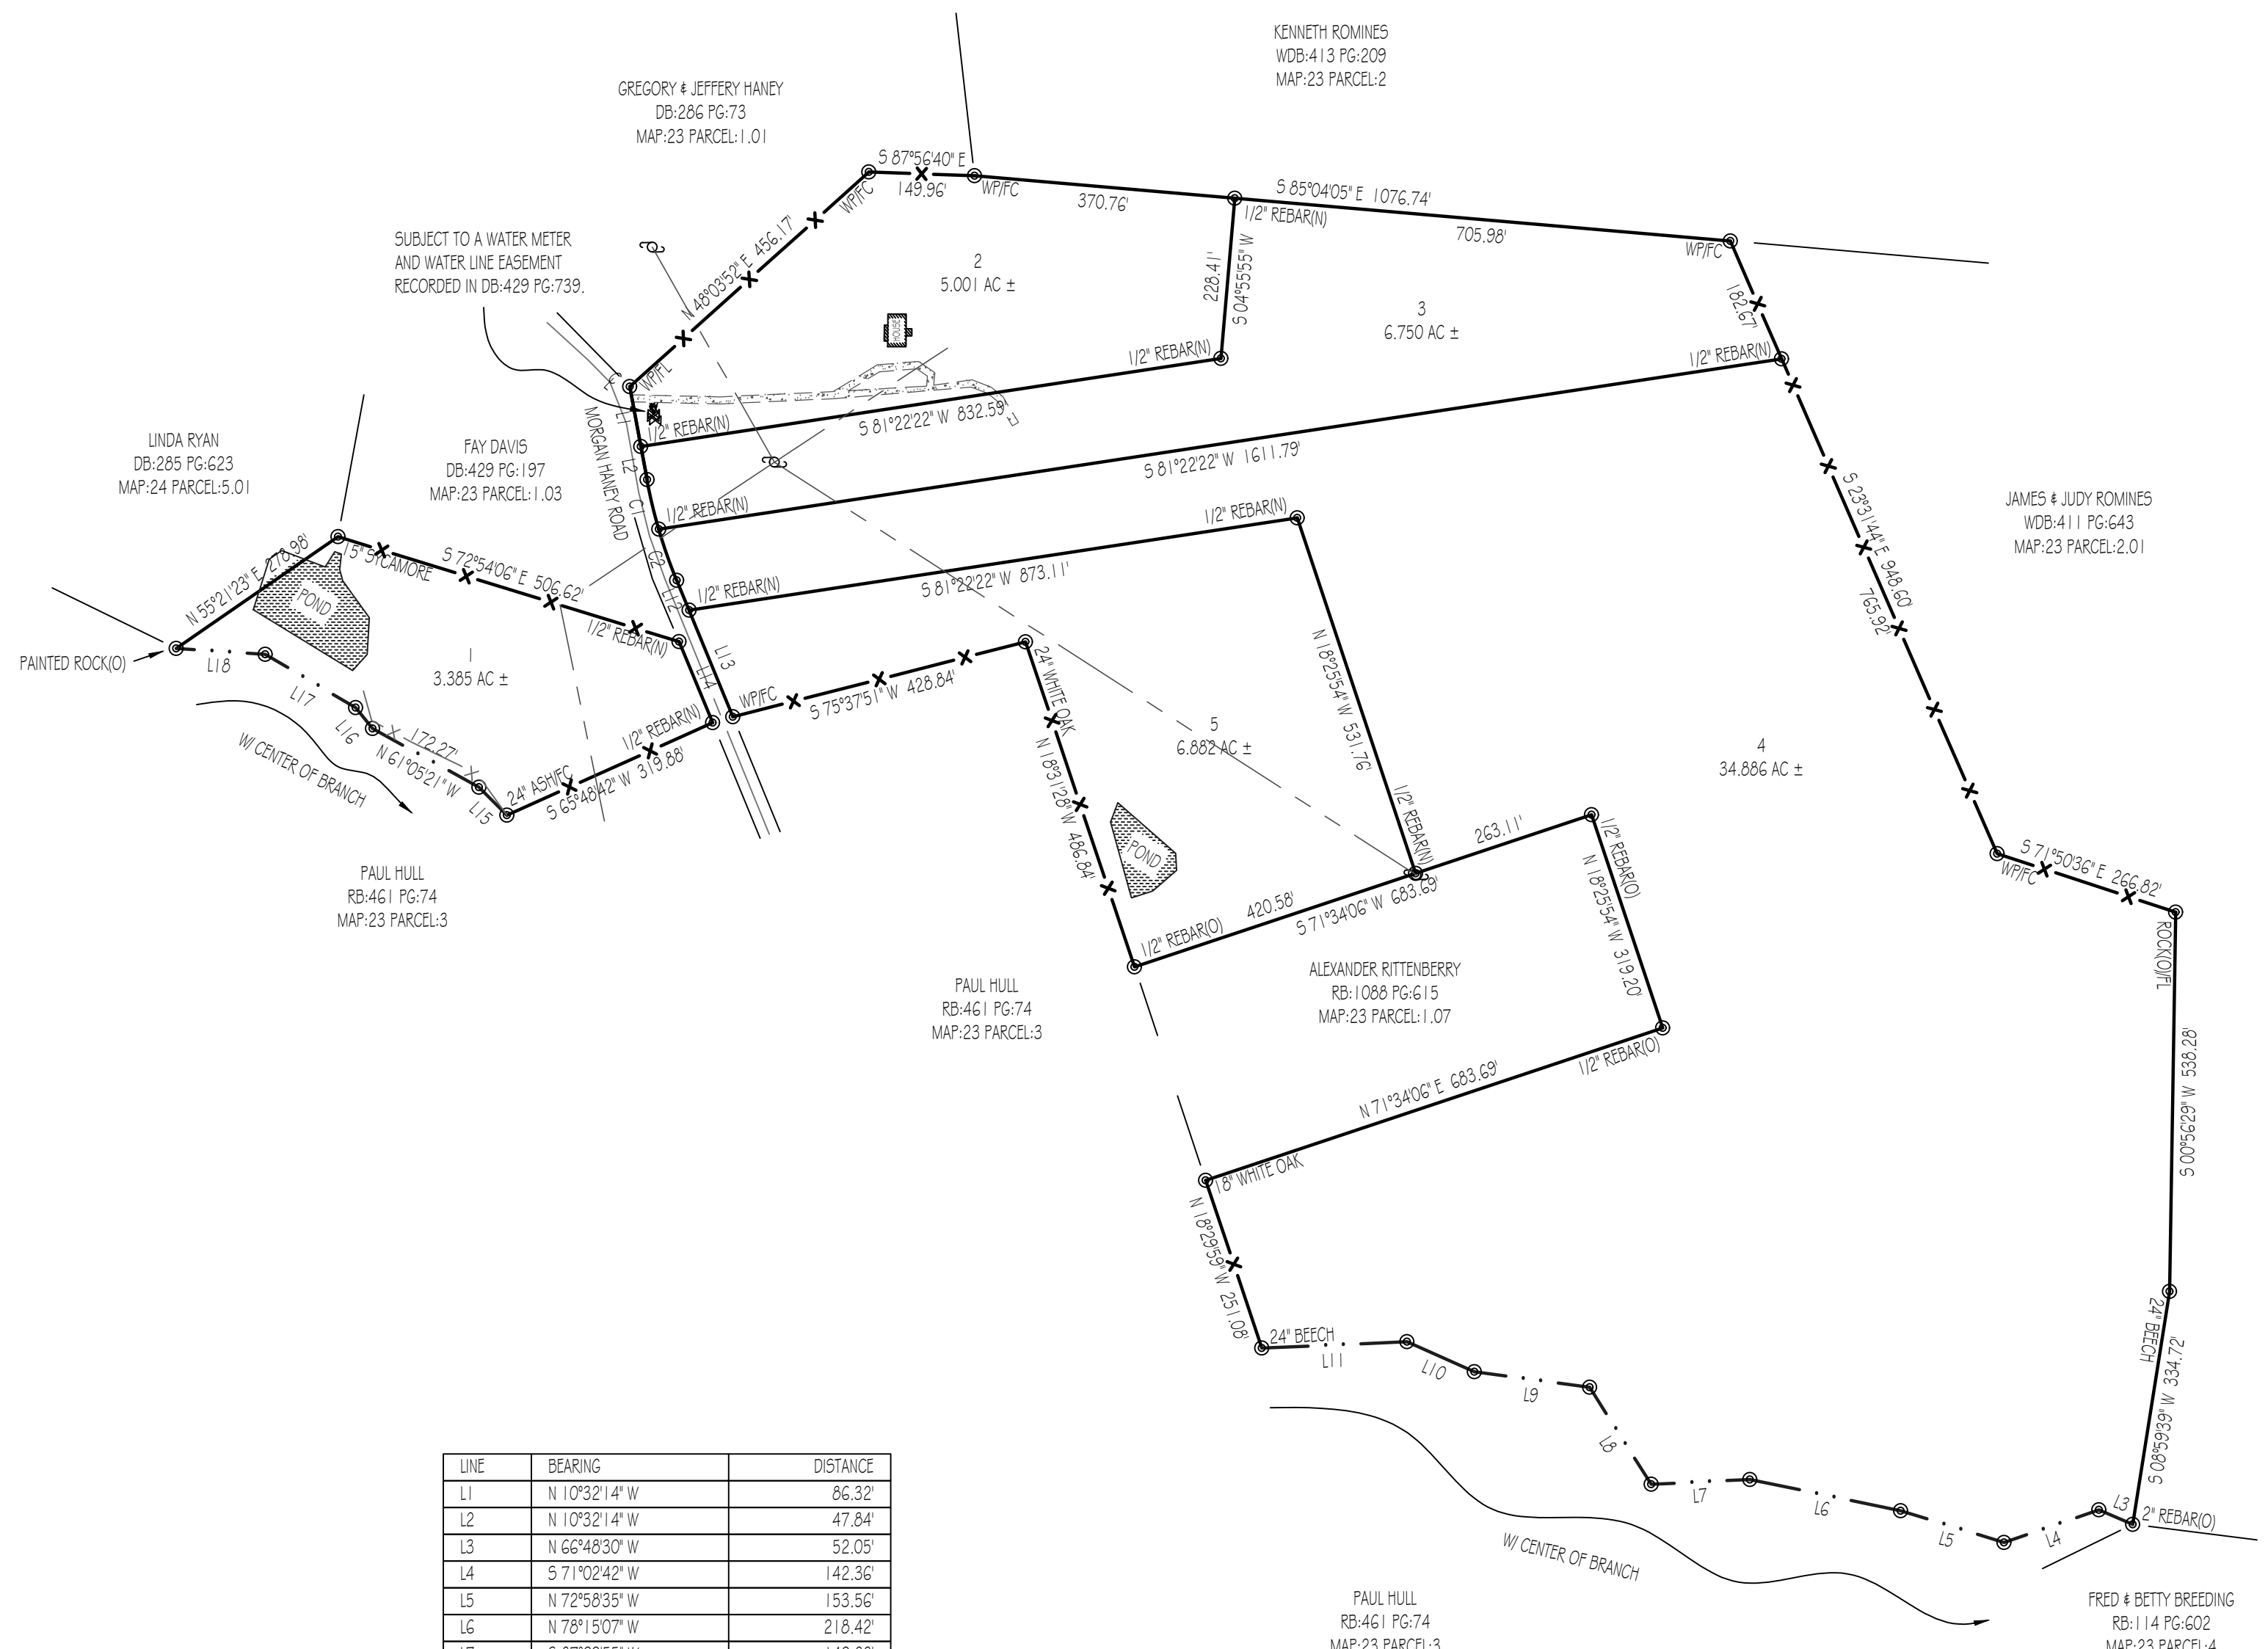 KENNETH ROMINES
WDB:413 PG:209
MAP:23 PARCEL:2
GREGORY & JEFFERY HANEY
DB:286 PG:73
MAP:23 PARCEL:1.01
S 87°56'40" E
149.96'
WP/FC
WP/FC
370.76'
S 85°04'05" E 1076.74'
1/2" REBAR(N)
705.98'
WP/FC
182.67'
SUBJECT TO A WATER METER
AND WATER LINE EASEMENT
RECORDED IN DB:429 PG:739.
N 48°03'52" E 456.17'
2
5.001 AC ±
228.41'
S 04°55'55" W
3
6.750 AC ±
HOUSE
1/2" REBAR(N)
1/2" REBAR(N)
WP/FL
L1
1/2" REBAR(N)
S 81°22'22" W 832.59'
MORGAN HANEY ROAD
L2
C1
LINDA RYAN
DB:285 PG:623
MAP:24 PARCEL:5.01
FAY DAVIS
DB:429 PG:197
MAP:23 PARCEL:1.03
S 81°22'22" W 1611.79'
1/2" REBAR(N)
1/2" REBAR(N)
S 23°31'44" E 948.60'
765.92'
JAMES & JUDY ROMINES
WDB:411 PG:643
MAP:23 PARCEL:2.01
N 55°21'23" E 278.98'
15" SYCAMORE
S 72°54'06" E 506.62'
POND
C2
L12
1/2" REBAR(N)
S 81°22'22" W 873.11'
1/2" REBAR(N)
PAINTED ROCK(O)
L18
L17
L16
1
3.385 AC ±
L13
L14
WP/FC
S 75°37'51" W 428.84'
24" WHITE OAK
N 18°31'28" W 486.84'
N 18°25'54" W 531.76'
5
6.882 AC ±
4
34.886 AC ±
1/2" REBAR(N)
172.27'
N 61°05'21" W
L15
24" ASH/FC
S 65°48'42" W 319.88'
W/ CENTER OF BRANCH
POND
1/2" REBAR(N)
263.11'
1/2" REBAR(O)
N 18°25'54" W 319.20'
WP/FC
S 71°50'36" E 266.82'
ROCK(O)/FL
PAUL HULL
RB:461 PG:74
MAP:23 PARCEL:3
1/2" REBAR(O)
420.58'
S 71°34'06" W 683.69'
ALEXANDER RITTENBERRY
RB:1088 PG:615
MAP:23 PARCEL:1.07
PAUL HULL
RB:461 PG:74
MAP:23 PARCEL:3
1/2" REBAR(O)
N 71°34'06" E 683.69'
S 00°56'29" W 538.28'
18" WHITE OAK
N 18°29'59" W 251.08'
24" BEECH
L11
L10
L9
L8
L7
L6
L5
L4
L3
24" BEECH
S 08°59'39" W 334.72'
2" REBAR(O)
W/ CENTER OF BRANCH
LINE BEARING DISTANCE
L1 N 10°32'14" W 86.32'
L2 N 10°32'14" W 47.84'
L3 N 66°48'30" W 52.05'
L4 S 71°02'42" W 142.36'
L5 N 72°58'35" W 153.56'
L6 N 78°15'07" W 218.42'
PAUL HULL
RB:461 PG:74
MAP:23 PARCEL:3
FRED & BETTY BREEDING
RB:114 PG:602
MAP:23 PARCEL:4